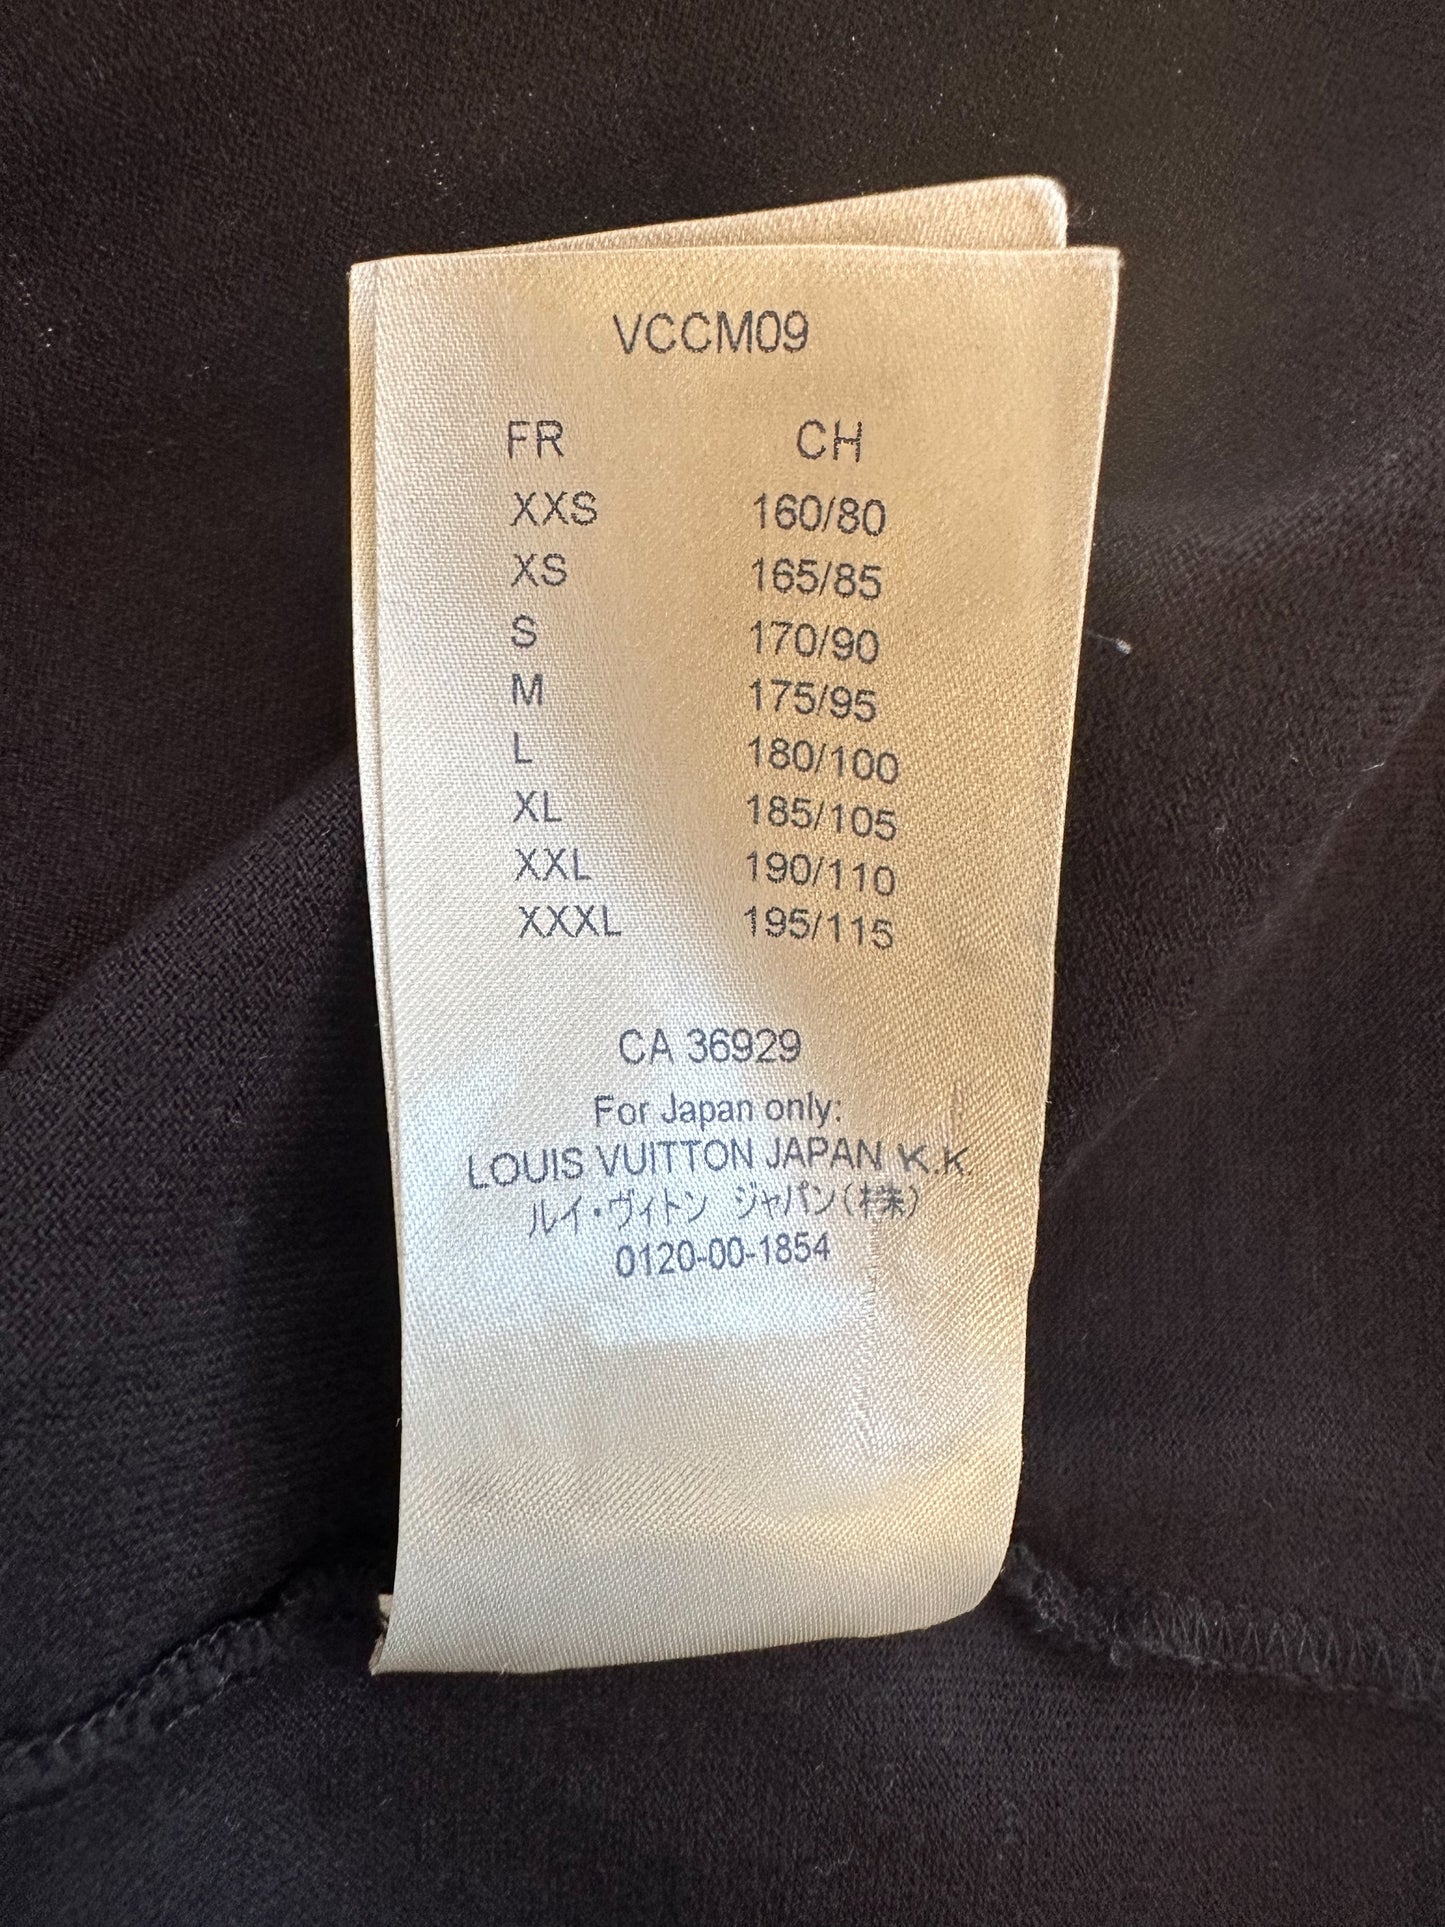 VCCM09
FR CH
XXS 160/80
XS 165/85
S 170/90
M 175/95
L 180/100
XL 185/105
XXL 190/110
XXXL 195/115
CA 36929
For Japan only:
LOUIS VUITTON JAPAN K.K.
ルイ・ヴィトン ジャパン(株)
0120-00-1854